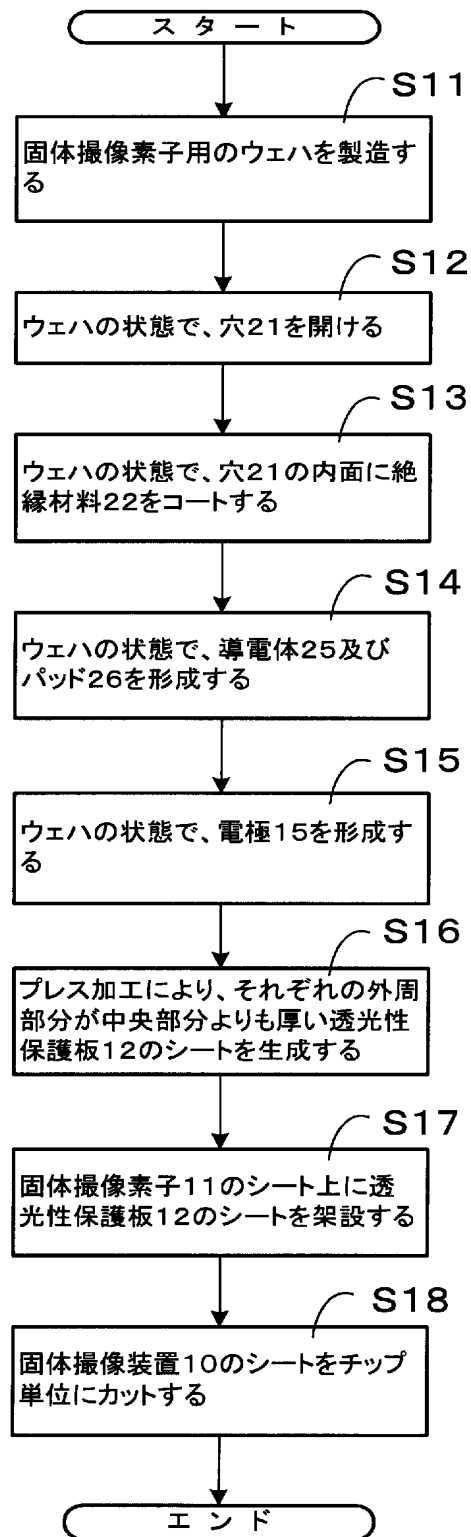 スタート
S11
固体撮像素子用のウェハを製造す
る
S12
ウェハの状態で、穴21を開ける
S13
ウェハの状態で、穴21の内面に絶
縁材料22をコートする
S14
ウェハの状態で、導電体25及び
パッド26を形成する
S15
ウェハの状態で、電極15を形成す
る
S16
プレス加工により、それぞれの外周
部分が中央部分よりも厚い透光性
保護板12のシートを生成する
S17
固体撮像素子11のシート上に透
光性保護板12のシートを架設する
S18
固体撮像装置10のシートをチップ
単位にカットする
エンド